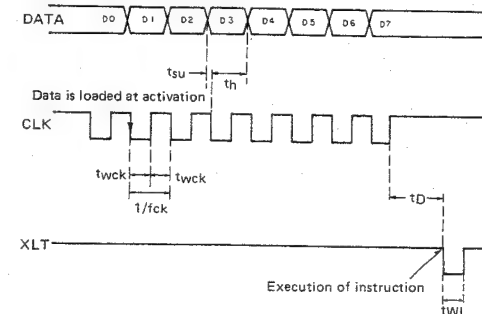 DATA D0 D1 D2 D3 D4 D5 D6 D7
tsu th
Data is loaded at activation
CLK
twck twck
1/fck
tD
XLT
Execution of instruction
twL